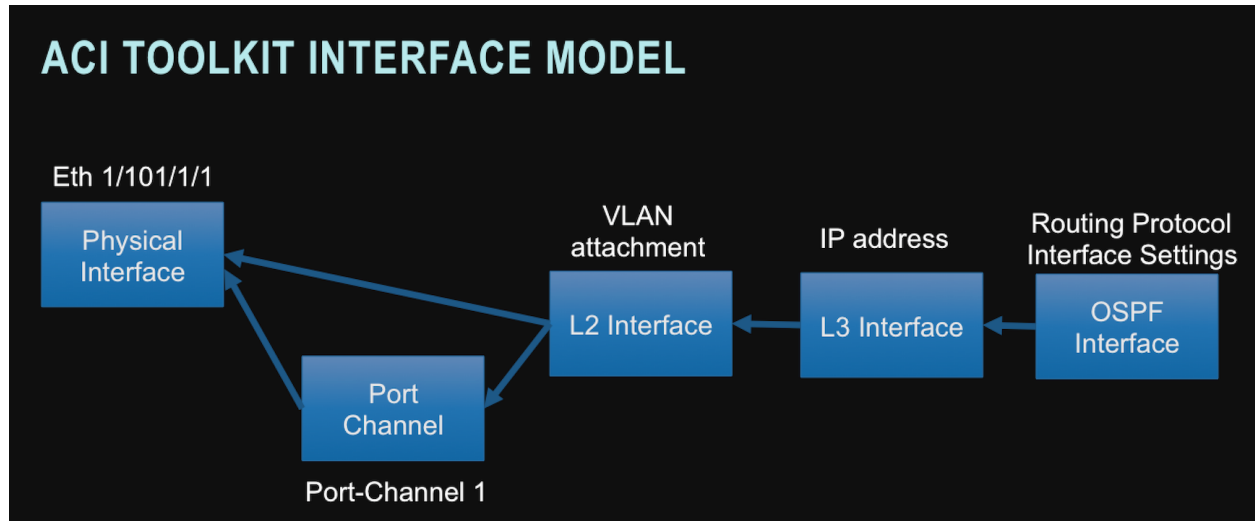 ACI TOOLKIT INTERFACE MODEL
Eth 1/101/1/1
Physical
Interface
Port
Channel
Port-Channel 1
VLAN
attachment
L2 Interface
IP address
L3 Interface
Routing Protocol
Interface Settings
OSPF
Interface